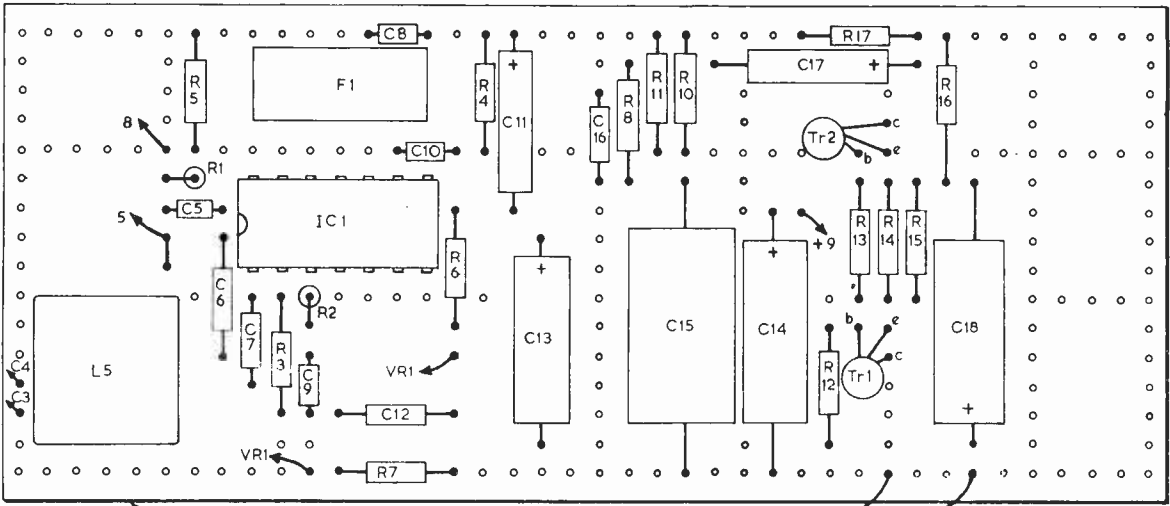 C8
R17
R5
F1
R4
+
C11
R11
R10
C17 +
R16
C16
R8
8
c
Tr2
e
b
C10
R1
C5
IC1
5
R6
+9
R13
R14
R15
C6
+
C13
C15
+
C14
C18
+
R2
C7
R3
C9
b
e
c
Tr1
R12
C4
C3
L5
VR1
C12
VR1
R7